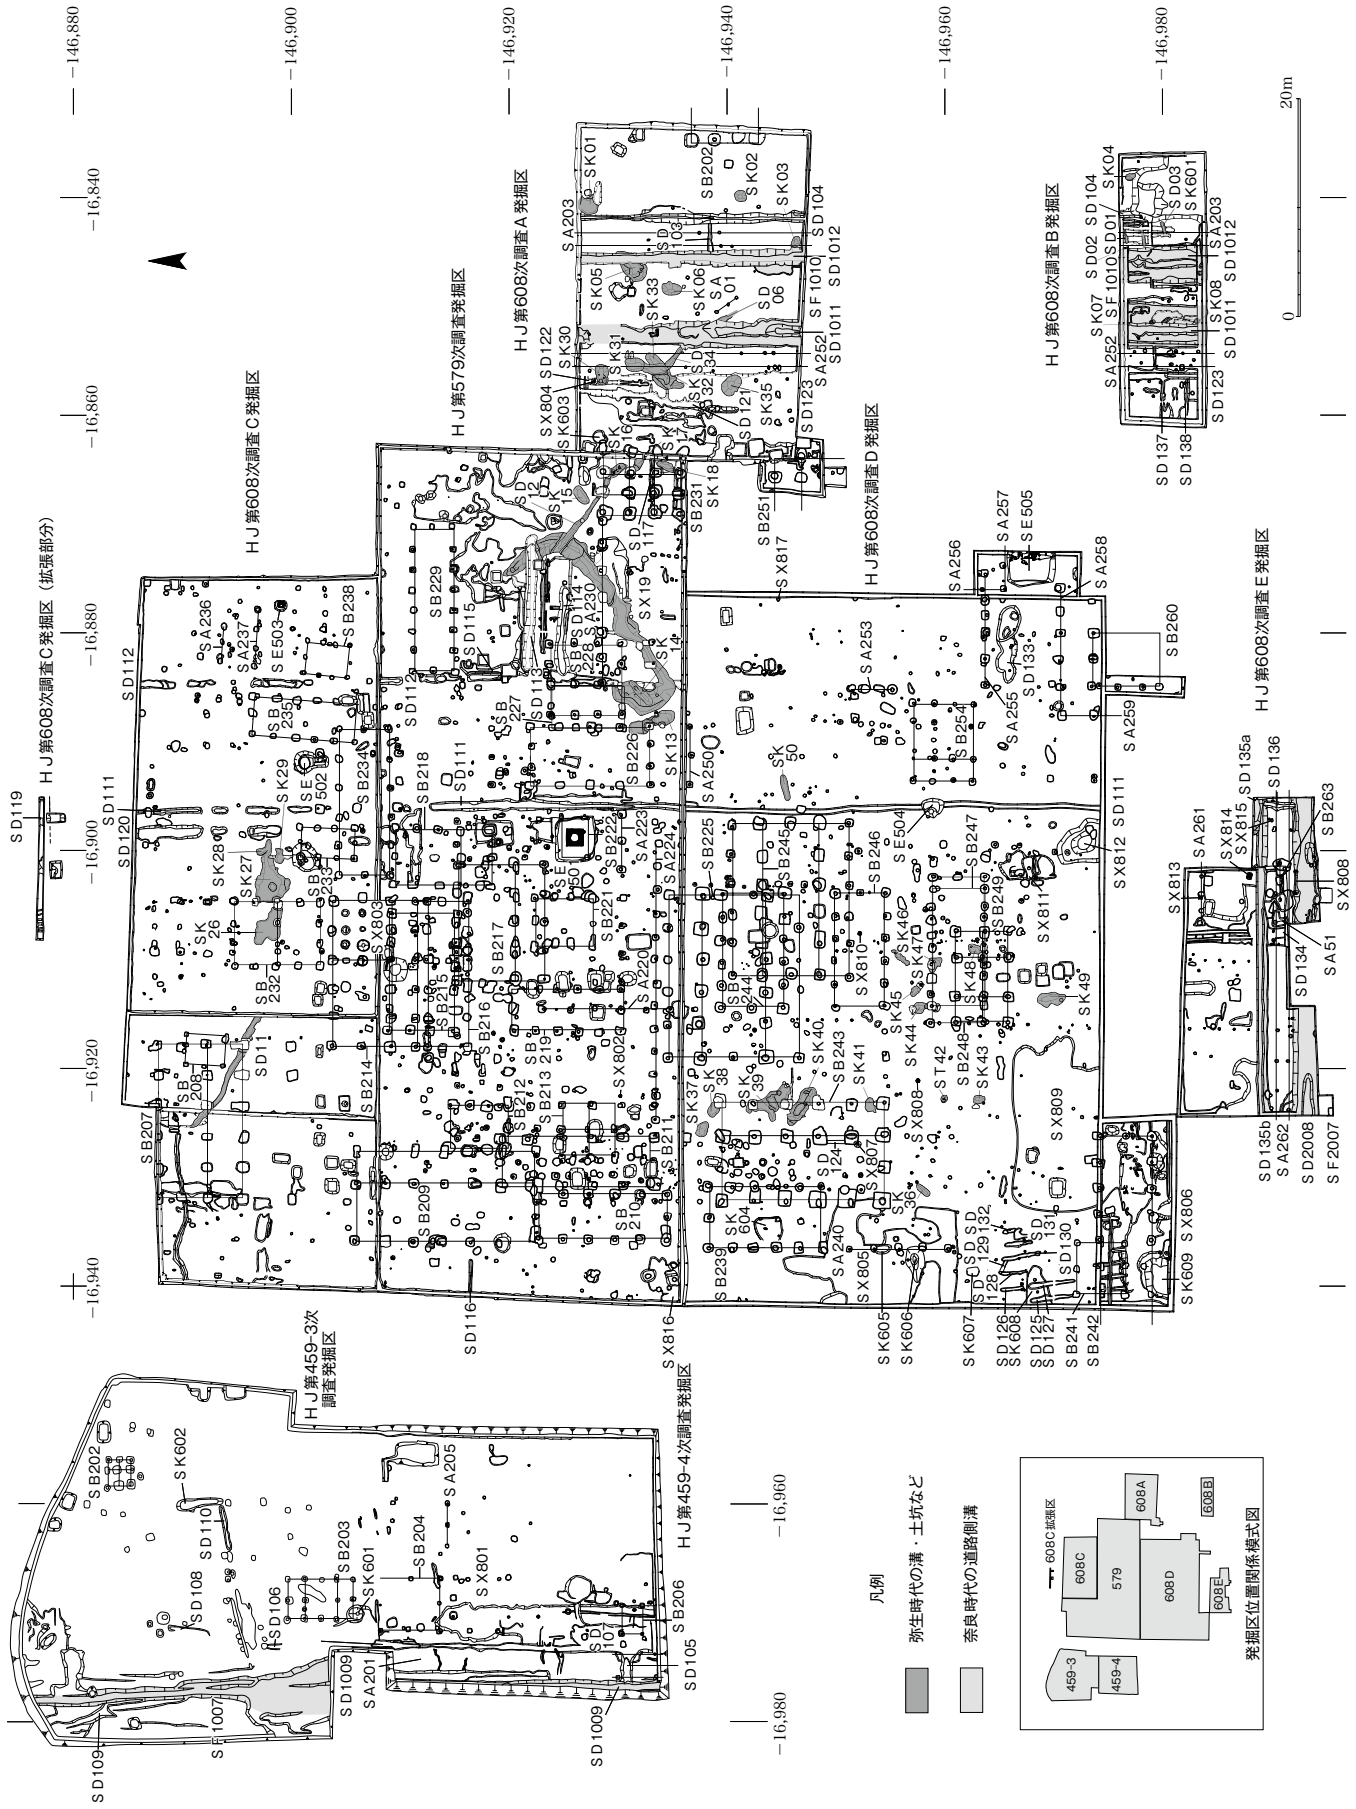 −146,880
−146,900
−146,920
−146,940
−146,960
−146,980
−16,840
−16,860
−16,880
−16,900
−16,920
−16,940
−16,960
−16,980
0
20m
HJ第608次調査C発掘区（拡張部分）
SD119
HJ第608次調査C発掘区
SD112
SD111
SD120
SA236
SA237
SE503
SB238
SB235
SK29
SE502
SB234
SK28
SK27
SB233
SK26
SB232
SX803
SD11
SB208
SB207
SB214
HJ第579次調査発掘区
SD112
SB229
SD115
SD12
SK15
SK16
SK17
SK18
SB231
SD117
SX19
SA230
SD114
SB228
SD113
SK14
SB227
SB226
SK13
SB218
SD111
SE501
SB222
SA223
SA224
SB217
SB221
SA220
SB215
SB216
SB219
SX802
SB212
SB213
SB211
SB209
SB210
SD116
SX816
HJ第608次調査A発掘区
SK01
SB202
SK02
SK03
SD104
SA203
SD103
SD1012
SF1010
SK05
SK06
SA01
SD06
SD1011
SK33
SK30
SK31
SD34
SA252
SD122
SX804
SK603
SK32
SK35
SD121
SD123
SB251
HJ第608次調査B発掘区
SK04
SD104
SD03
SK601
SD01
SD02
SA203
SD1012
SF1010
SK07
SK08
SD1011
SA252
SD123
SD137
SD138
HJ第608次調査D発掘区
SX817
SA256
SA257
SE505
SA258
SB260
SA253
SD133
SA255
SB254
SA259
SA250
SK50
SD111
SX812
SE504
SB225
SB245
SB246
SB247
SB249
SX811
SB244
SX810
SK46
SK47
SK48
SK45
SK44
SK49
SK40
SB243
SK41
ST42
SB248
SK43
SK37
SK38
SK39
SX808
SX809
SD124
SX807
SK36
SK604
SB239
SA240
SX805
SK605
SK606
SK607
SD128
SD129
SD132
SD131
SD130
SD126
SK608
SD125
SD127
SB241
SB242
SK609
SX806
HJ第608次調査E発掘区
SD135a
SD136
SX815
SX814
SA261
SX813
SB263
SX808
SA51
SD134
SD135b
SA262
SD2008
SF2007
HJ第459-3次
調査発掘区
SB202
SK602
SD110
SD108
SD106
SB203
SK601
SD1009
SF1007
SD109
HJ第459-4次調査発掘区
SA205
SB204
SX801
SD107
SB206
SD105
SA201
SD1009
凡例
弥生時代の溝・土坑など
奈良時代の道路側溝
608C拡張区
608C
579
608A
608B
608D
608E
459-3
459-4
発掘区位置関係模式図